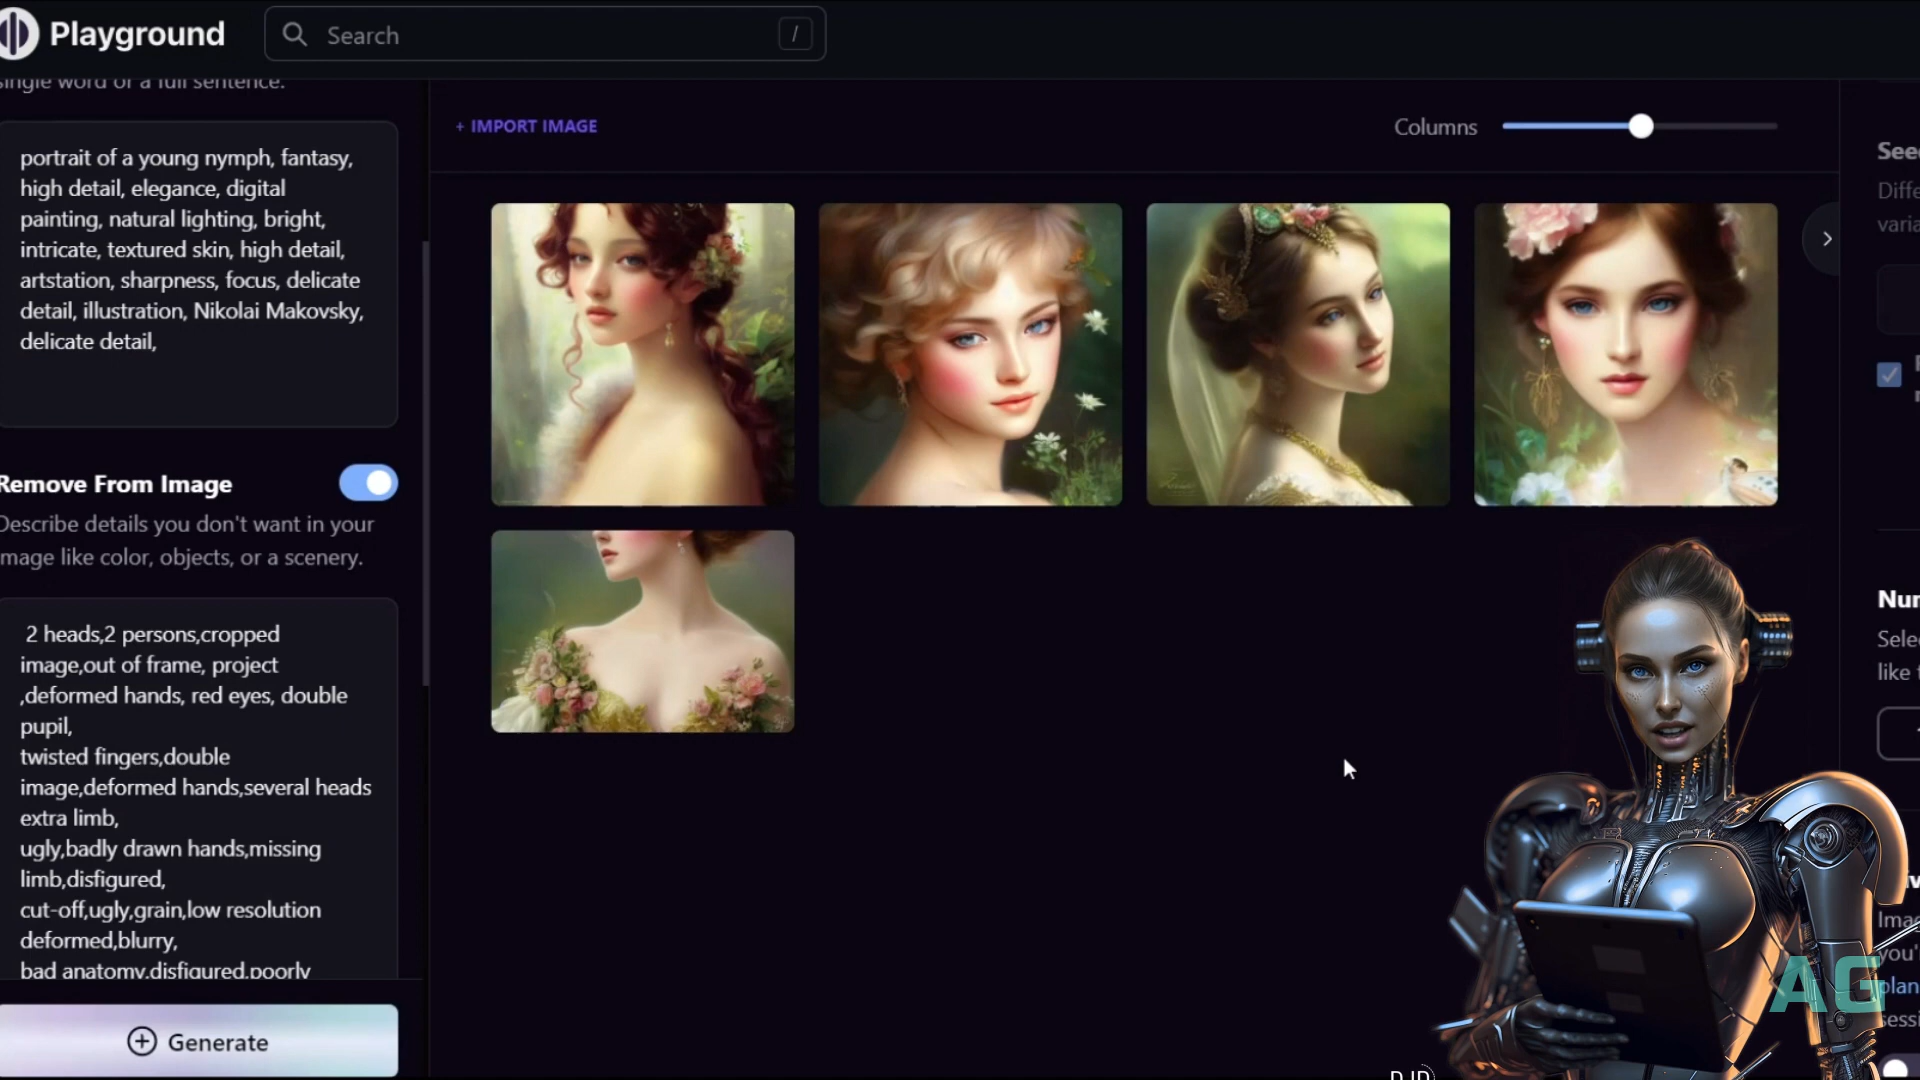 Playground
Search
/
single word or a full sentence.
portrait of a young nymph, fantasy,
high detail, elegance, digital
painting, natural lighting, bright,
intricate, textured skin, high detail,
artstation, sharpness, focus, delicate
detail, illustration, Nikolai Makovsky,
delicate detail,
Remove From Image
Describe details you don't want in your
image like color, objects, or a scenery.
2 heads,2 persons,cropped
image,out of frame, project
,deformed hands, red eyes, double
pupil,
twisted fingers,double
image,deformed hands,several heads
extra limb,
ugly,badly drawn hands,missing
limb,disfigured,
cut-off,ugly,grain,low resolution
deformed,blurry,
bad anatomy,disfigured,poorly
Generate
+ IMPORT IMAGE
Columns
See
Diffe
varia
Nu
Sele
like
Ima
you'
plan
sessi
AG